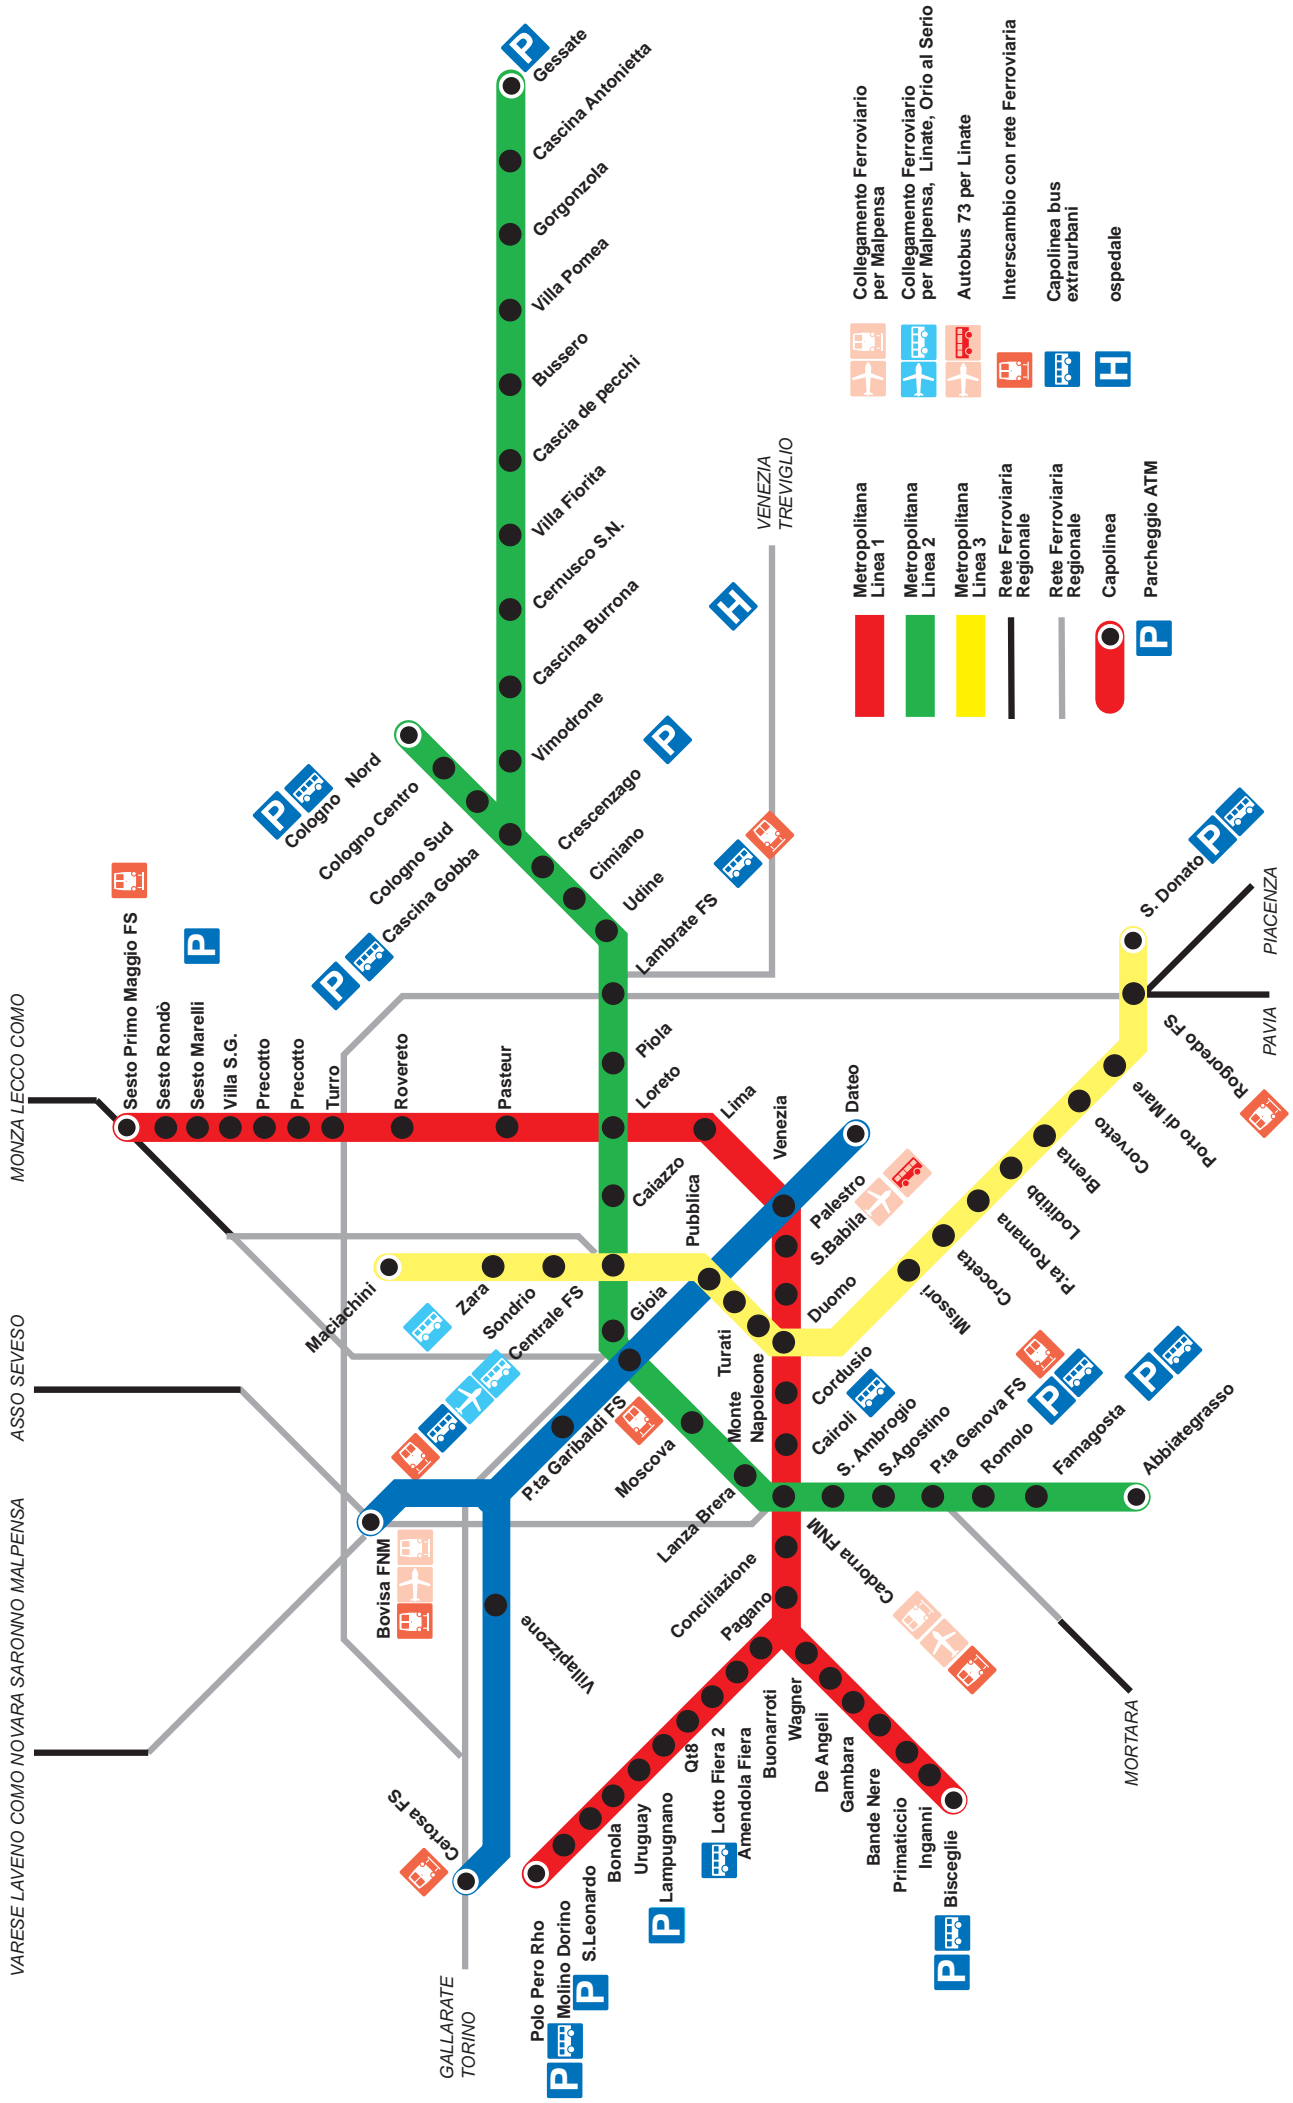 VARESE LAVENO COMO NOVARA SARONNO MALPENSA
ASSO SEVESO
MONZA LECCO COMO
GALLARATE
TORINO
Certosa FS
Villapizzone
Bovisa FNM
P.ta Garibaldi FS
Maciachini
Zara
Sondrio
Centrale FS
Gioia
Pubblica
Turati
Monte
Napoleone
Duomo
Missori
Crocetta
P.ta Romana
Loditibb
Brenta
Corvetto
Porto di Mare
Rogoredo FS
S. Donato
PAVIA
PIACENZA
Sesto Primo Maggio FS
P
Sesto Rondò
Sesto Marelli
Villa S.G.
Precotto
Precotto
Turro
Rovereto
Pasteur
Loreto
Lima
Venezia
Dateo
Palestro
S.Babila
Cordusio
Cairoli
Cadorna FNM
Conciliazione
Pagano
Buonarroti
Amendola Fiera
Lotto Fiera 2
Qt8
Lampugnano
P
Uruguay
Bonola
S.Leonardo
P
Molino Dorino
P
Polo Pero Rho
Wagner
De Angeli
Gambara
Bande Nere
Primaticcio
Inganni
Bisceglie
P
Gessate
P
Cascina Antonietta
Gorgonzola
Villa Pomea
Bussero
Cascia de pecchi
Villa Fiorita
Cernusco S.N.
Cascina Burrona
Vimodrone
Cologno Nord
P
Cologno Centro
Cologno Sud
Cascina Gobba
P
Crescenzago
P
Cimiano
Udine
Lambrate FS
Piola
Caiazzo
Moscova
Lanza Brera
S. Ambrogio
S.Agostino
P.ta Genova FS
Romolo
P
Famagosta
P
Abbiategrasso
P
MORTARA
VENEZIA
TREVIGLIO
H
Metropolitana
Linea 1
Metropolitana
Linea 2
Metropolitana
Linea 3
Rete Ferroviaria
Regionale
Rete Ferroviaria
Regionale
Capolinea
P
Parcheggio ATM
Collegamento Ferroviario
per Malpensa
Collegamento Ferroviario
per Malpensa, Linate, Orio al Serio
Autobus 73 per Linate
Interscambio con rete Ferroviaria
Capolinea bus
extraurbani
H
ospedale